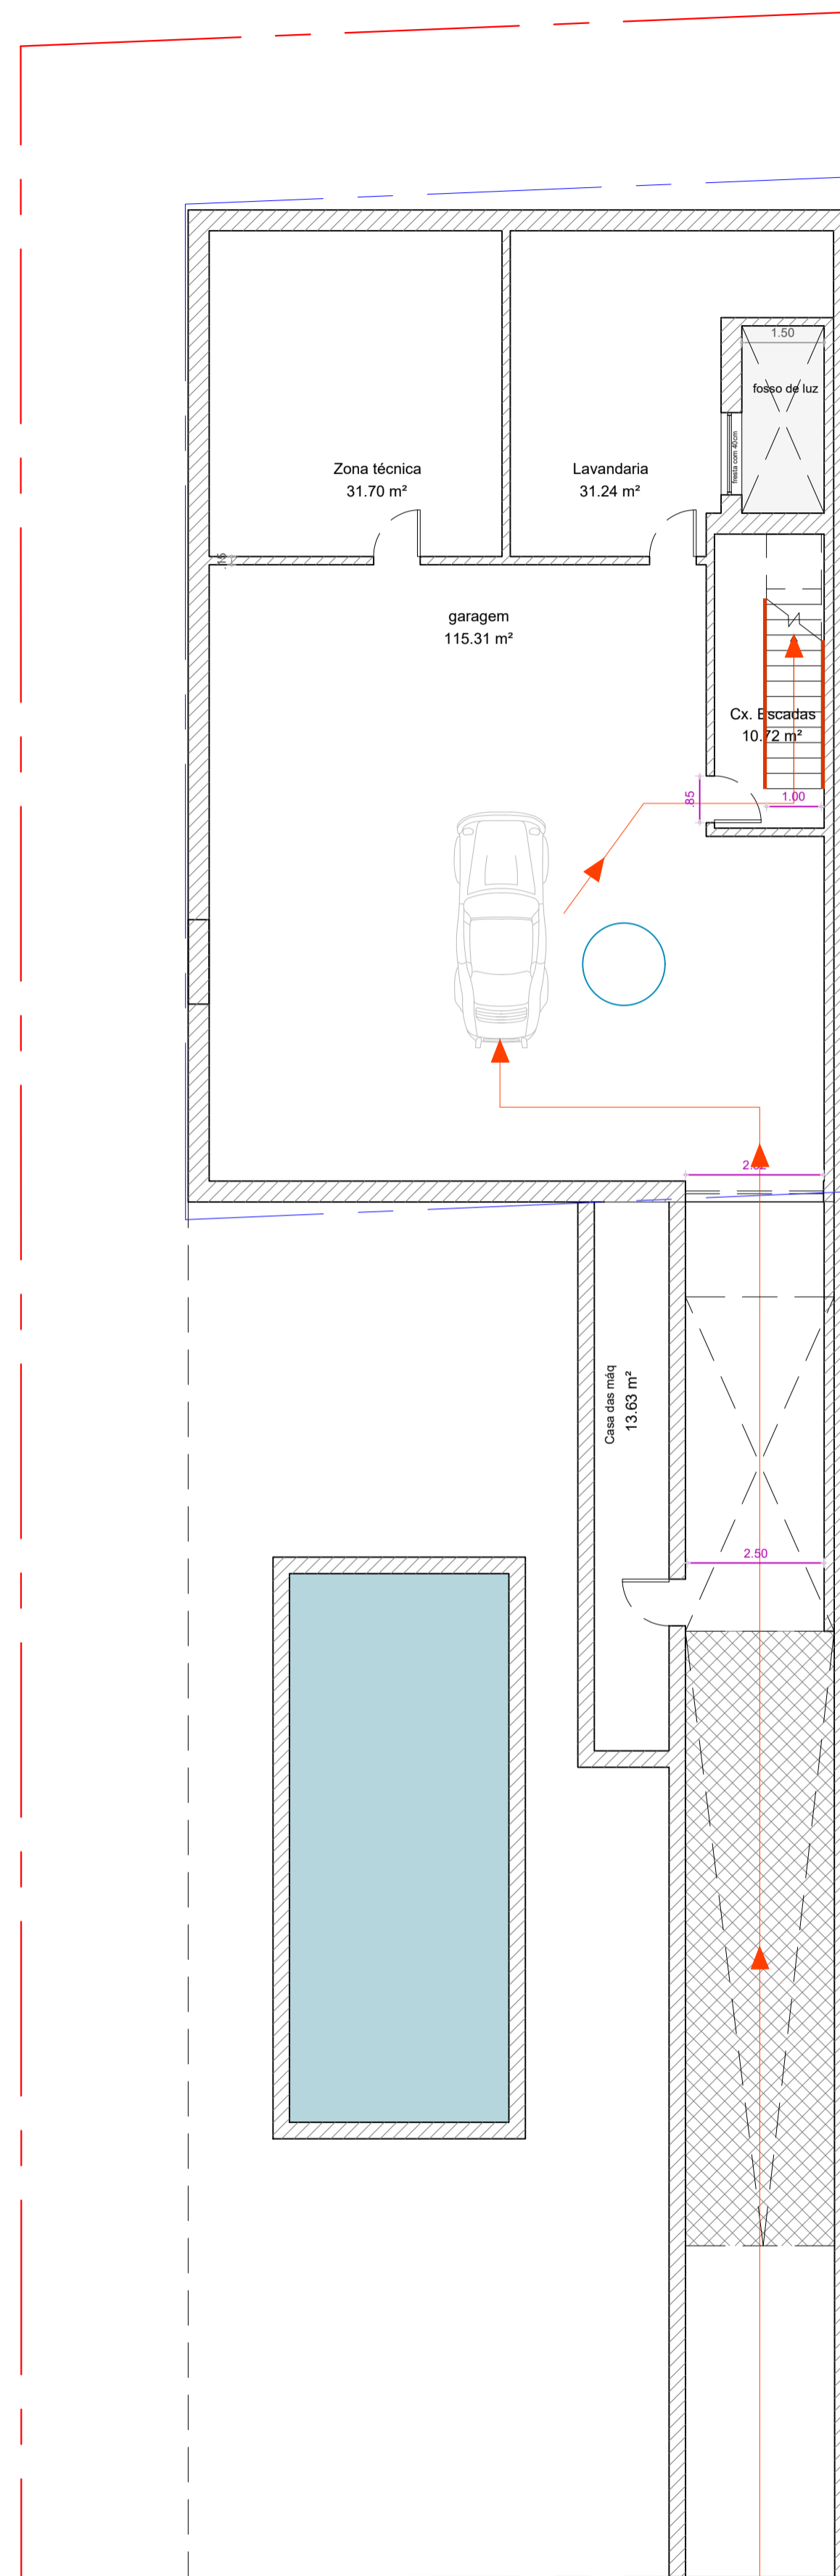 1.50
fosso de luz
fresta com 40cm
Zona técnica
31.70 m²
Lavandaria
31.24 m²
.15
garagem
115.31 m²
Cx. Escadas
10.72 m²
.85
1.00
Casa das máq
13.63 m²
2.50